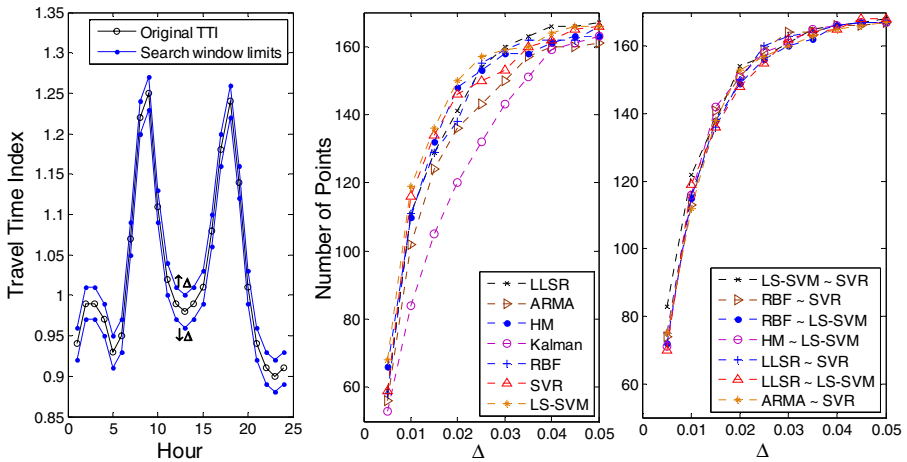 1.35
1.3
1.25
1.2
1.15
1.1
1.05
1
0.95
0.9
0.85
0
5
10
15
20
25
Travel Time Index
Hour
Original TTI
Search window limits
↑Δ
↓Δ
160
140
120
100
80
60
0
0.01
0.02
0.03
0.04
0.05
Number of Points
Δ
LLSR
ARMA
HM
Kalman
RBF
SVR
LS-SVM
160
140
120
100
80
60
0
0.01
0.02
0.03
0.04
0.05
Δ
LS-SVM ~ SVR
RBF ~ SVR
RBF ~ LS-SVM
HM ~ LS-SVM
LLSR ~ SVR
LLSR ~ LS-SVM
ARMA ~ SVR